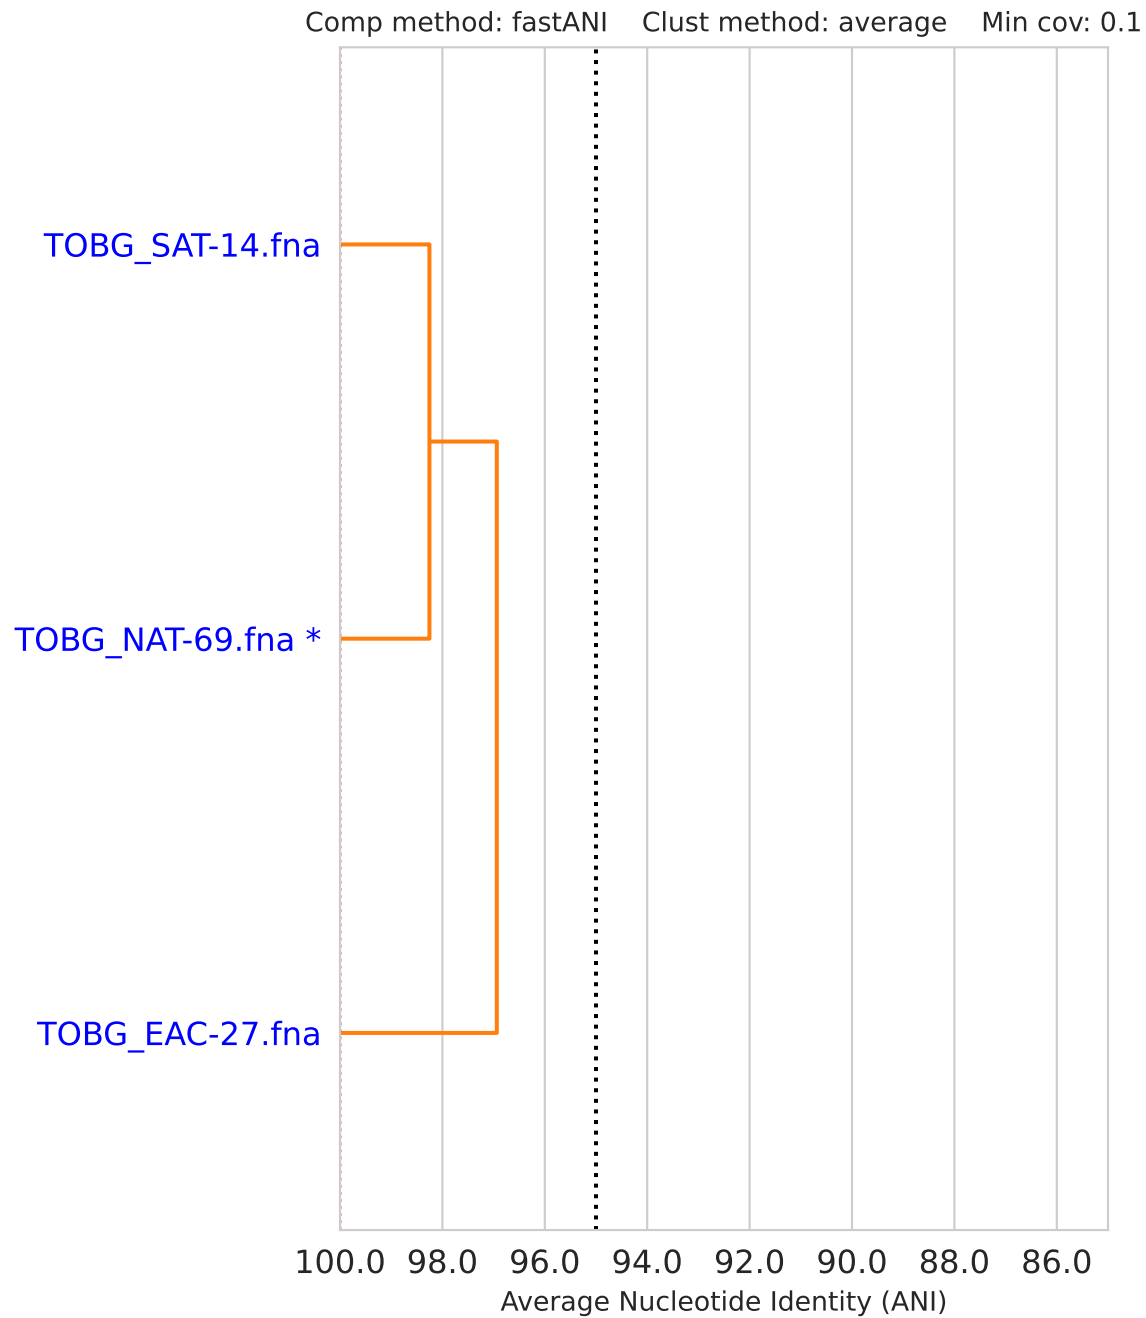 Comp method: fastANI    Clust method: average    Min cov: 0.1
TOBG_SAT-14.fna
TOBG_NAT-69.fna *
TOBG_EAC-27.fna
100.0 98.0 96.0 94.0 92.0 90.0 88.0 86.0
Average Nucleotide Identity (ANI)